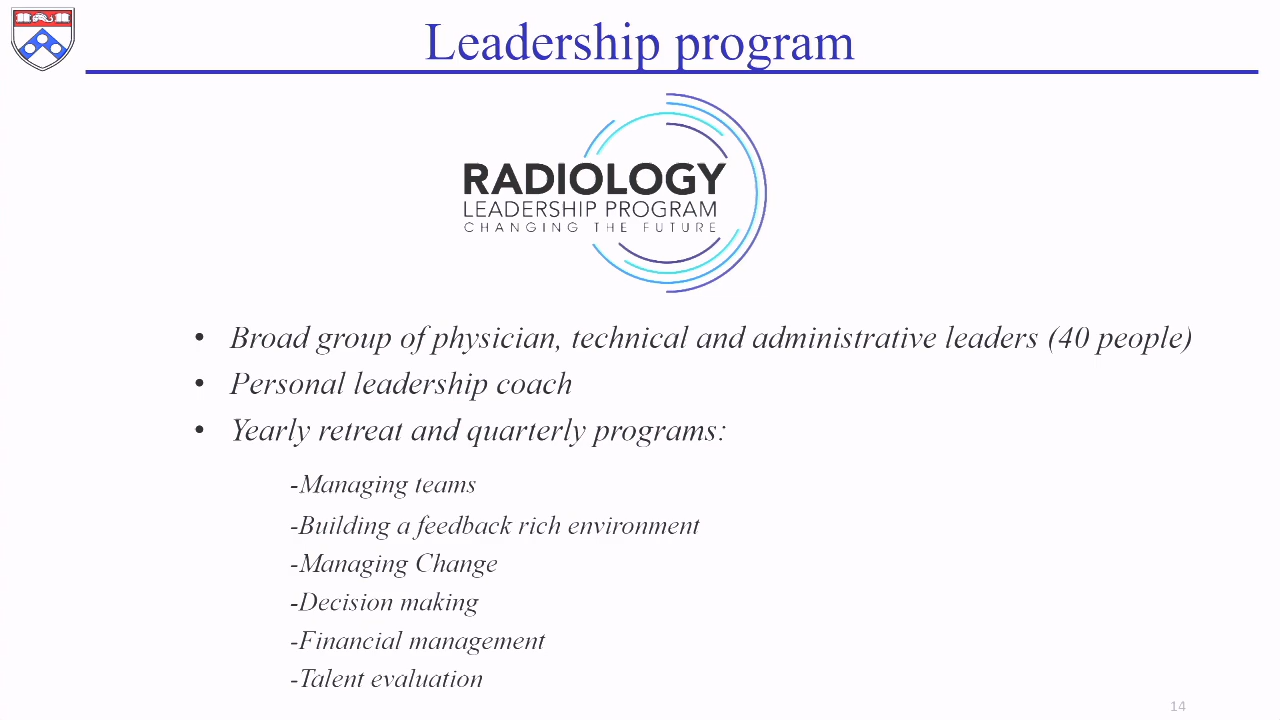 Leadership program
RADIOLOGY
LEADERSHIP PROGRAM
CHANGING THE FUTURE
• Broad group of physician, technical and administrative leaders (40 people)
• Personal leadership coach
• Yearly retreat and quarterly programs:
-Managing teams
-Building a feedback rich environment
-Managing Change
-Decision making
-Financial management
-Talent evaluation
14